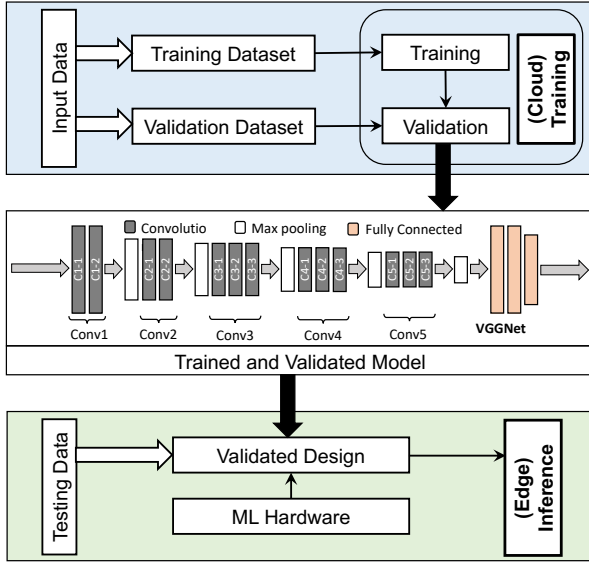 Input Data
Training Dataset
Training
Validation Dataset
Validation
(Cloud)
Training
Convolutio
Max pooling
Fully Connected
C1-1
C1-2
C2-1
C2-2
C3-1
C3-2
C3-3
C4-1
C4-2
C4-3
C5-1
C5-2
C5-3
Conv1
Conv2
Conv3
Conv4
Conv5
VGGNet
Trained and Validated Model
Testing Data
Validated Design
ML Hardware
(Edge)
Inference